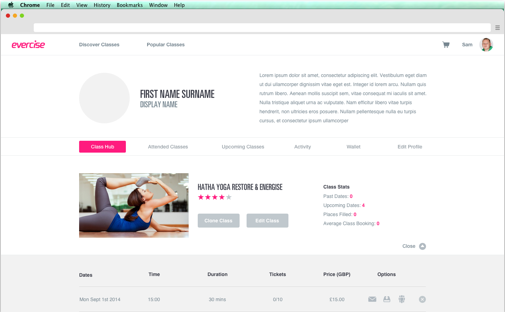 Chrome File Edit View History Bookmarks Window Help
evercise Discover Classes Popular Classes Sam
FIRST NAME SURNAME
DISPLAY NAME
Lorem ipsum dolor sit amet, consectetur adipiscing elit. Vestibulum eget diam
ut dui ullamcorper dignissim vitae eget est. Integer id lorem arcu. Nullam quis
rutrum libero. Aenean mollis suscipit sem, vitae consequat mi iaculis sit amet.
Nulla tristique aliquet urna ac vulputate. Nam efficitur libero vitae turpis
hendrerit, non ultricies eros posuere. Nullam pellentesque nulla eu turpis
cursus, et consectetur ipsum ullamcorper
Class Hub Attended Classes Upcoming Classes Activity Wallet Edit Profile
HATHA YOGA RESTORE & ENERGISE
Clone Class Edit Class
Class Stats
Past Dates: 0
Upcoming Dates: 4
Places Filled: 0
Average Class Booking: 0
Close
Dates Time Duration Tickets Price (GBP) Options
Mon Sept 1st 2014 15.00 30 mins 0/10 £15.00